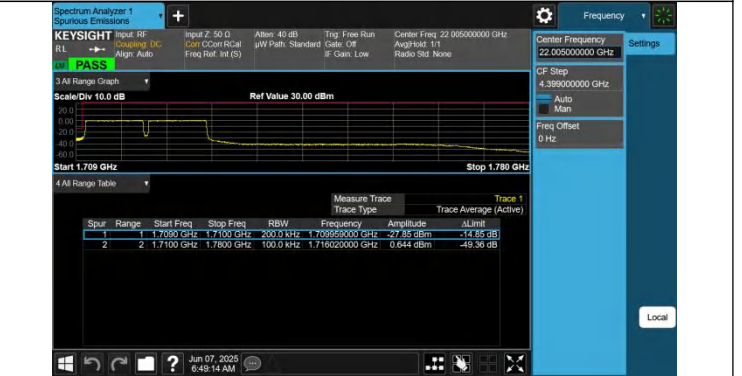 Spectrum Analyzer 1
Spurious Emissions
+
Frequency
KEYSIGHT
RL
Input: RF
Coupling: DC
Align: Auto
Input Z: 50 Ω
Corr CCorr RCal
Freq Ref: Int (S)
Atten: 40 dB
µW Path: Standard
Trig: Free Run
Gate: Off
IF Gain: Low
Center Freq: 22.005000000 GHz
Avg|Hold: 1/1
Radio Std: None
PASS
3 All Range Graph
Scale/Div 10.0 dB
Ref Value 30.00 dBm
20.0
0.00
-20.0
-40.0
-60.0
Start 1.709 GHz
Stop 1.780 GHz
4 All Range Table
Measure Trace Trace 1
Trace Type Trace Average (Active)
Spur Range Start Freq Stop Freq RBW Frequency Amplitude ΔLimit
1 1 1.7090 GHz 1.7100 GHz 200.0 kHz 1.709959000 GHz -27.85 dBm -14.85 dB
2 2 1.7100 GHz 1.7800 GHz 100.0 kHz 1.716020000 GHz 0.644 dBm -49.36 dB
Center Frequency
22.005000000 GHz
Settings
CF Step
4.399000000 GHz
Auto
Man
Freq Offset
0 Hz
Local
?
Jun 07, 2025
6:49:14 AM